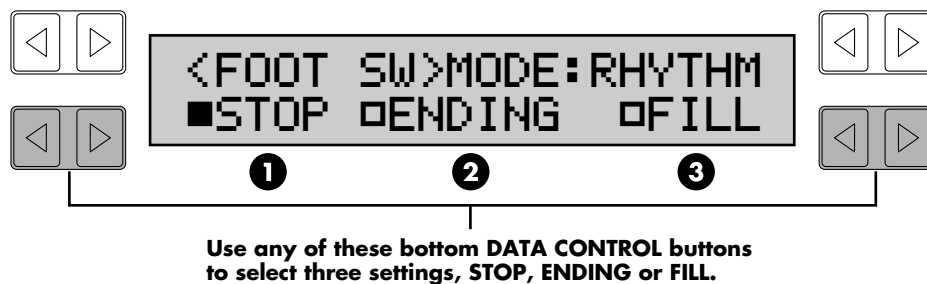 <FOOT SW>MODE:RHYTHM
■STOP □ENDING □FILL
1 2 3
Use any of these bottom DATA CONTROL buttons
to select three settings, STOP, ENDING or FILL.